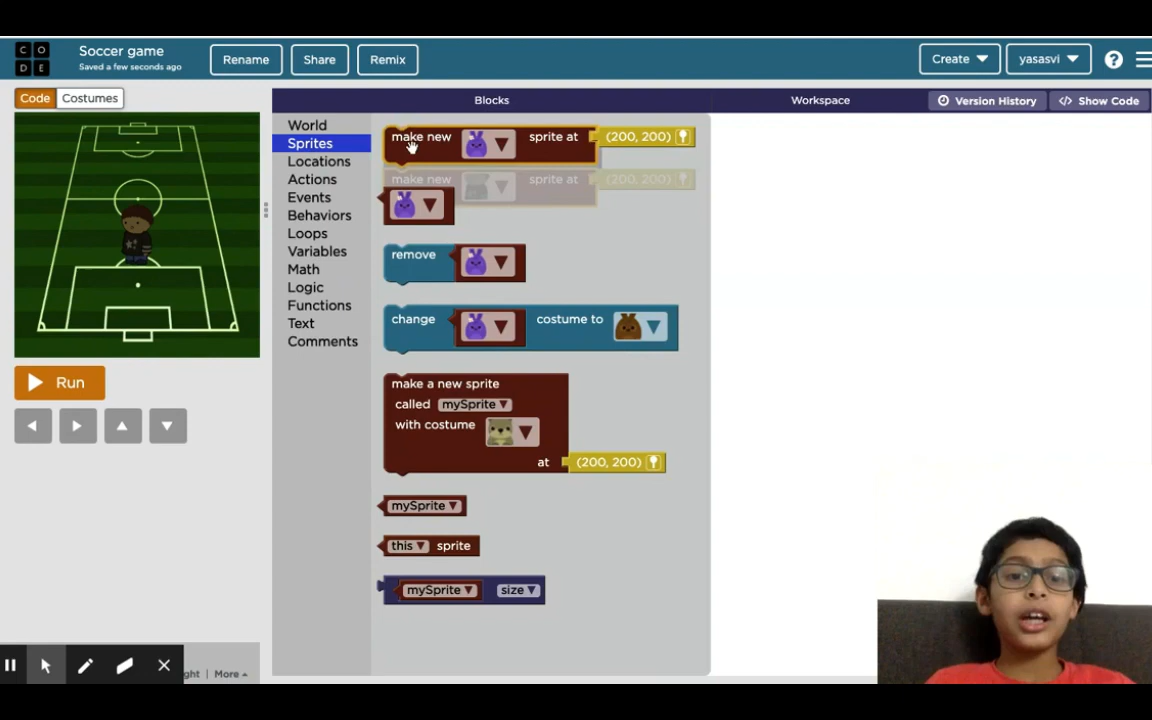 C O
D E
Soccer game
Saved a few seconds ago
Rename
Share
Remix
Create
yasasvi
?
Code
Costumes
Blocks
Workspace
Version History
</> Show Code
World
Sprites
Locations
Actions
Events
Behaviors
Loops
Variables
Math
Logic
Functions
Text
Comments
make new sprite at (200, 200)
make new sprite at (200, 200)
remove
change costume to
make a new sprite
called mySprite
with costume
at (200, 200)
mySprite
this sprite
mySprite size
Run
ght | More